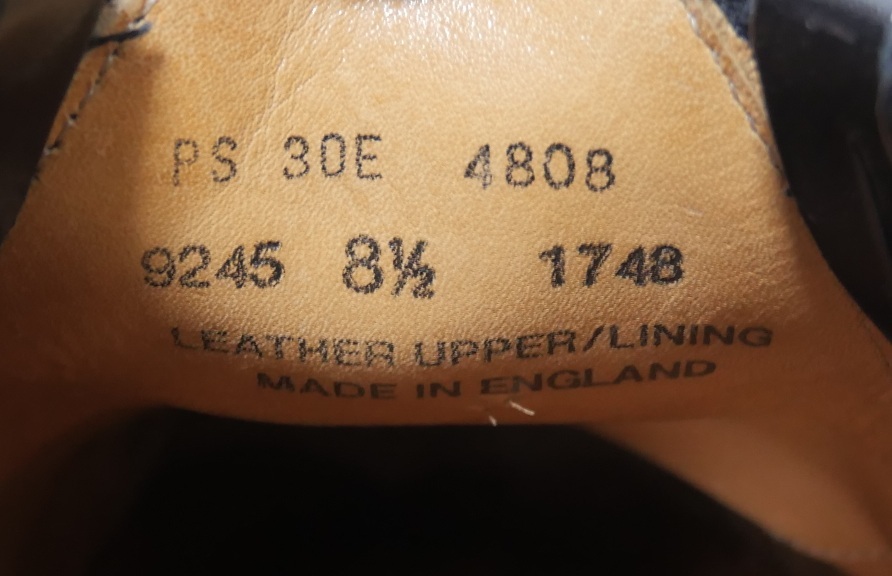 PS 30E 4808
9245 8½ 1748
LEATHER UPPER/LINING
MADE IN ENGLAND